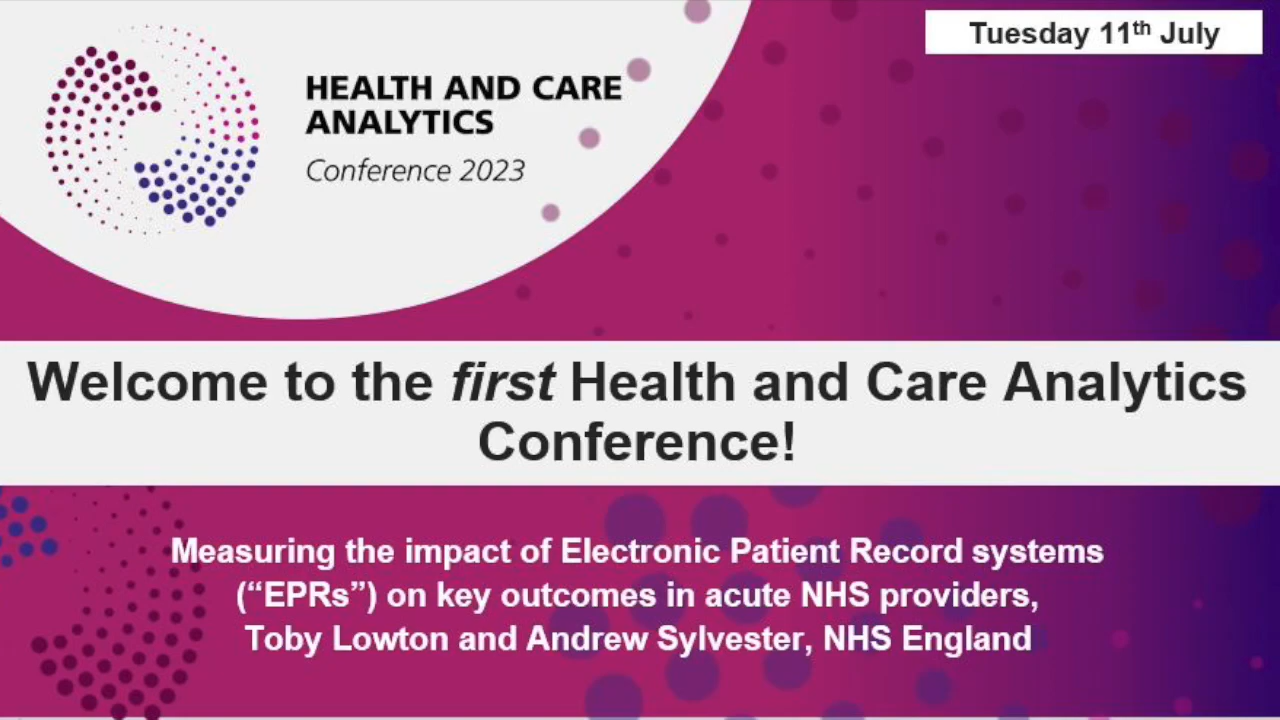 Tuesday 11th July
HEALTH AND CARE
ANALYTICS
Conference 2023
Welcome to the first Health and Care Analytics
Conference!
Measuring the impact of Electronic Patient Record systems
(“EPRs”) on key outcomes in acute NHS providers,
Toby Lowton and Andrew Sylvester, NHS England